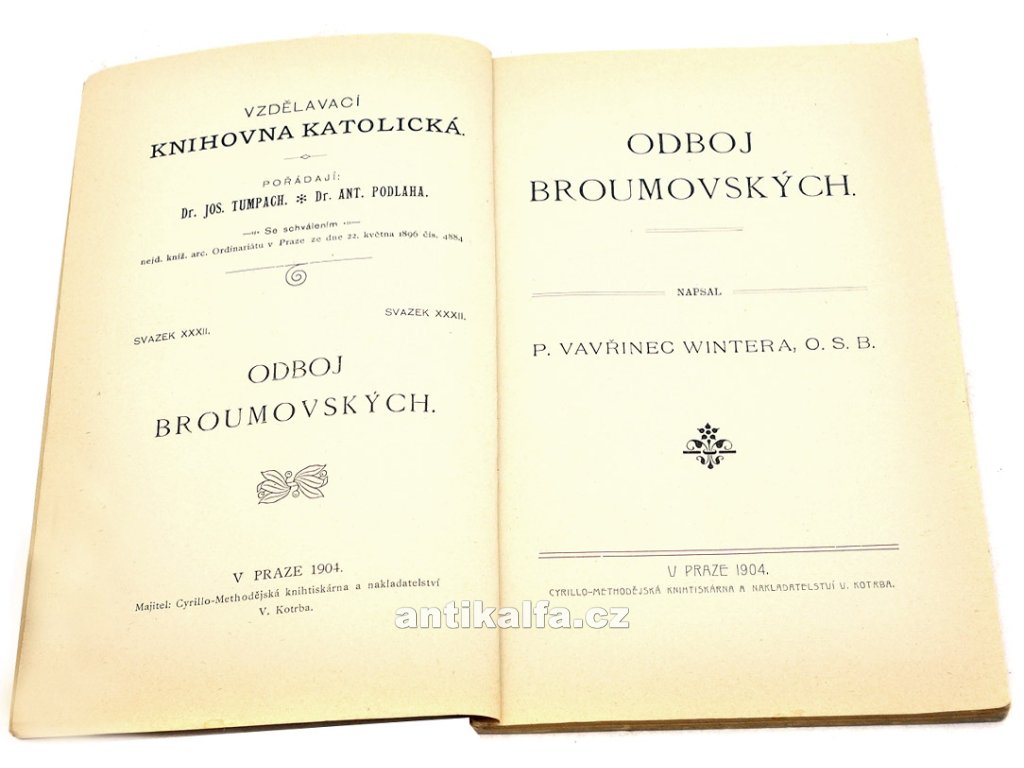 VZDĚLAVACÍ
KNIHOVNA KATOLICKÁ.
POŘÁDAJÍ:
Dr. JOS. TUMPACH. ✻ Dr. ANT. PODLAHA.
Se schválením
nejd. kníž. arc. Ordinariátu v Praze ze dne 22. května 1896 čís. 4884
SVAZEK XXXII. SVAZEK XXXII.
ODBOJ
BROUMOVSKÝCH.
V PRAZE 1904.
Majitel: Cyrillo-Methodějská knihtiskárna a nakladatelství
V. Kotrba.
ODBOJ
BROUMOVSKÝCH.
NAPSAL
P. VAVŘINEC WINTERA, O. S. B.
V PRAZE 1904.
CYRILLO-METHODĚJSKÁ KNIHTISKÁRNA A NAKLADATELSTVÍ V. KOTRBA.
antikalfa.cz